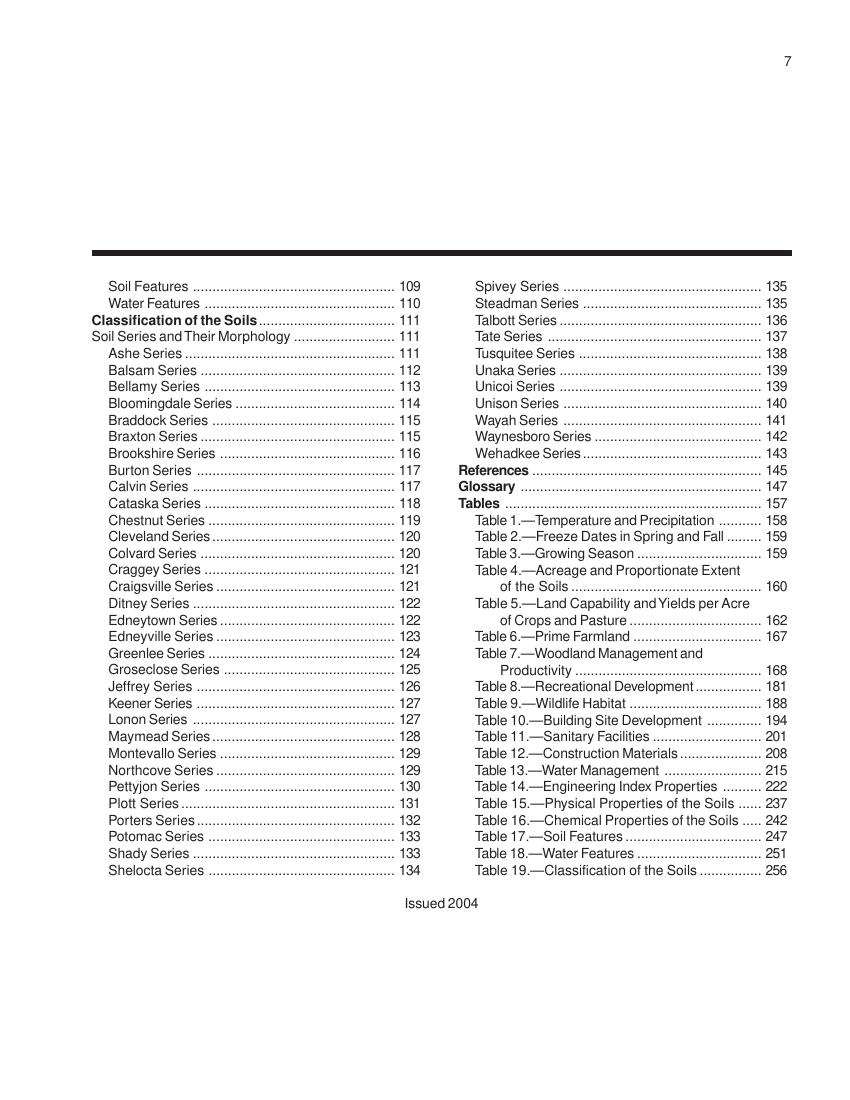 7
Soil Features .................................................... 109
Water Features ................................................. 110
Classification of the Soils ................................... 111
Soil Series and Their Morphology .......................... 111
Ashe Series ...................................................... 111
Balsam Series .................................................. 112
Bellamy Series ................................................. 113
Bloomingdale Series ......................................... 114
Braddock Series ............................................... 115
Braxton Series .................................................. 115
Brookshire Series ............................................. 116
Burton Series ................................................... 117
Calvin Series .................................................... 117
Cataska Series ................................................. 118
Chestnut Series ................................................ 119
Cleveland Series ............................................... 120
Colvard Series .................................................. 120
Craggey Series ................................................. 121
Craigsville Series .............................................. 121
Ditney Series .................................................... 122
Edneytown Series ............................................. 122
Edneyville Series .............................................. 123
Greenlee Series ................................................ 124
Groseclose Series ............................................ 125
Jeffrey Series ................................................... 126
Keener Series ................................................... 127
Lonon Series .................................................... 127
Maymead Series ............................................... 128
Montevallo Series ............................................. 129
Northcove Series .............................................. 129
Pettyjon Series ................................................. 130
Plott Series ....................................................... 131
Porters Series ................................................... 132
Potomac Series ................................................ 133
Shady Series .................................................... 133
Shelocta Series ................................................ 134
Spivey Series ................................................... 135
Steadman Series .............................................. 135
Talbott Series .................................................... 136
Tate Series ....................................................... 137
Tusquitee Series ............................................... 138
Unaka Series .................................................... 139
Unicoi Series .................................................... 139
Unison Series ................................................... 140
Wayah Series ................................................... 141
Waynesboro Series ........................................... 142
Wehadkee Series .............................................. 143
References ........................................................... 145
Glossary .............................................................. 147
Tables .................................................................. 157
Table 1.—Temperature and Precipitation ........... 158
Table 2.—Freeze Dates in Spring and Fall ......... 159
Table 3.—Growing Season ................................ 159
Table 4.—Acreage and Proportionate Extent
of the Soils ................................................. 160
Table 5.—Land Capability and Yields per Acre
of Crops and Pasture .................................. 162
Table 6.—Prime Farmland ................................. 167
Table 7.—Woodland Management and
Productivity ................................................ 168
Table 8.—Recreational Development ................. 181
Table 9.—Wildlife Habitat .................................. 188
Table 10.—Building Site Development .............. 194
Table 11.—Sanitary Facilities ............................ 201
Table 12.—Construction Materials ..................... 208
Table 13.—Water Management ......................... 215
Table 14.—Engineering Index Properties .......... 222
Table 15.—Physical Properties of the Soils ...... 237
Table 16.—Chemical Properties of the Soils ..... 242
Table 17.—Soil Features ................................... 247
Table 18.—Water Features ................................ 251
Table 19.—Classification of the Soils ................ 256
Issued 2004